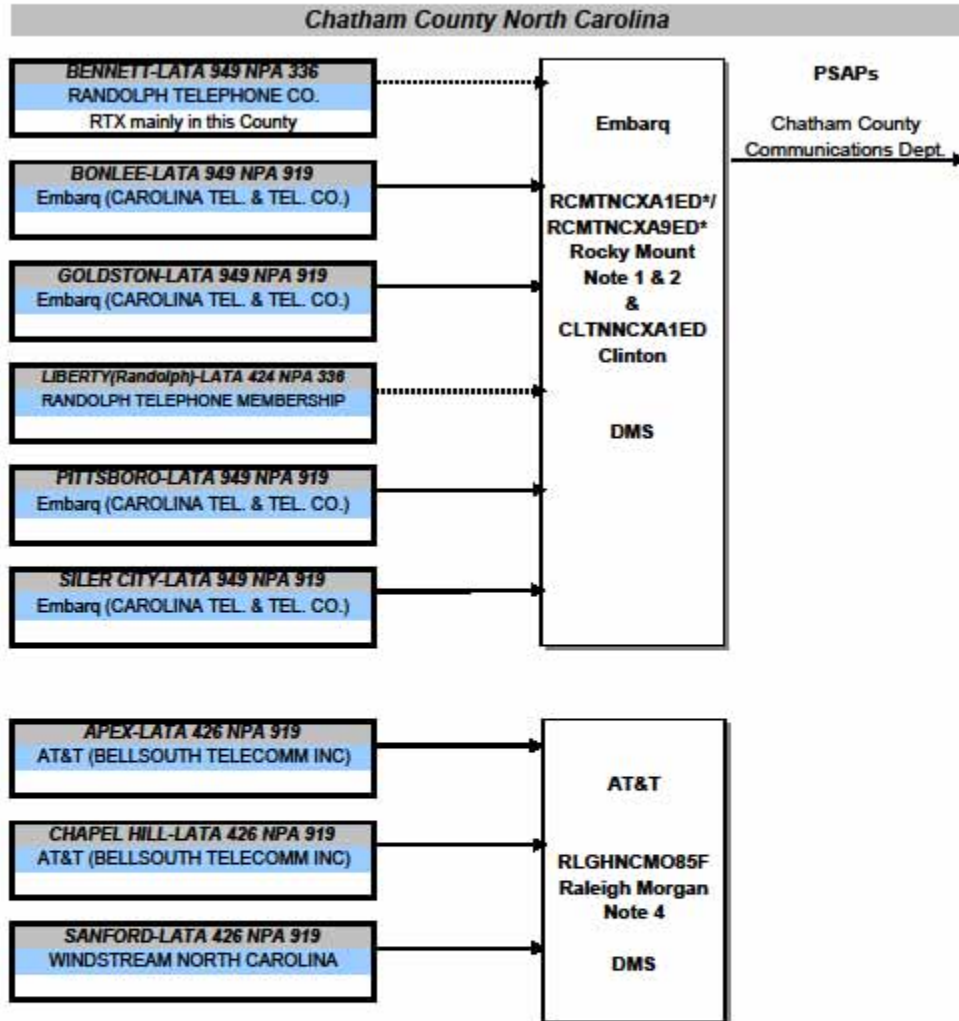 Chatham County North Carolina
BENNETT-LATA 949 NPA 336
RANDOLPH TELEPHONE CO.
RTX mainly in this County
BONLEE-LATA 949 NPA 919
Embarq (CAROLINA TEL. & TEL. CO.)
GOLDSTON-LATA 949 NPA 919
Embarq (CAROLINA TEL. & TEL. CO.)
LIBERTY(Randolph)-LATA 424 NPA 336
RANDOLPH TELEPHONE MEMBERSHIP
PITTSBORO-LATA 949 NPA 919
Embarq (CAROLINA TEL. & TEL. CO.)
SILER CITY-LATA 949 NPA 919
Embarq (CAROLINA TEL. & TEL. CO.)
Embarq
RCMTNCXA1ED*/
RCMTNCXA9ED*
Rocky Mount
Note 1 & 2
&
CLTNNCXA1ED
Clinton
DMS
PSAPs
Chatham County
Communications Dept.
APEX-LATA 426 NPA 919
AT&T (BELLSOUTH TELECOMM INC)
CHAPEL HILL-LATA 426 NPA 919
AT&T (BELLSOUTH TELECOMM INC)
SANFORD-LATA 426 NPA 919
WINDSTREAM NORTH CAROLINA
AT&T
RLGHNCMO85F
Raleigh Morgan
Note 4
DMS